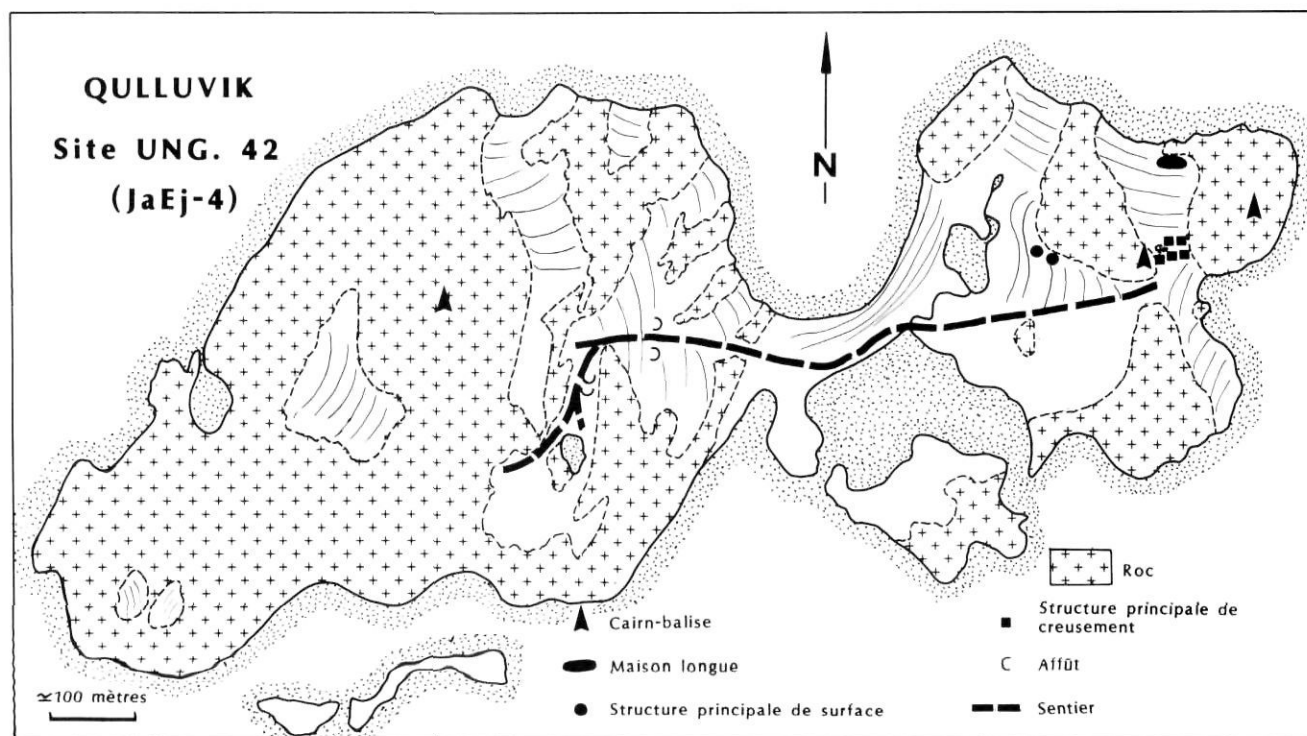 QULLUVIK
Site UNG. 42
(JaEj-4)
N
Roc
Cairn-balise
Structure principale de
creusement
Maison longue
Affût
≃100 mètres
Structure principale de surface
Sentier